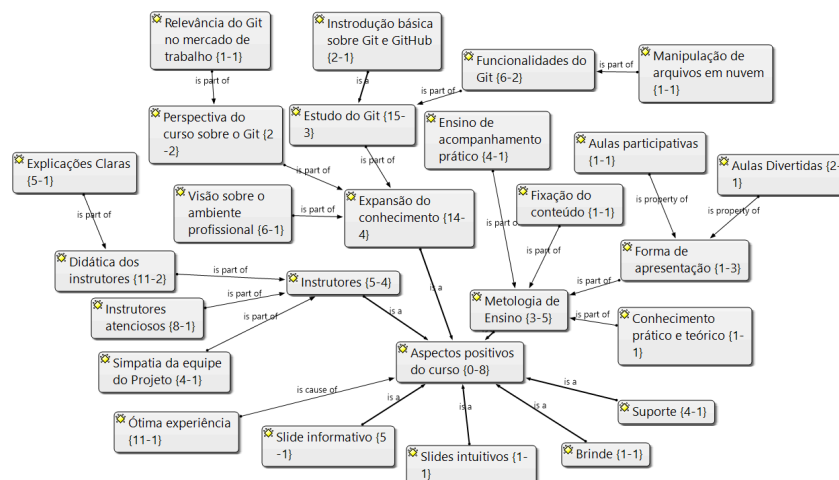 Relevância do Git
no mercado de
trabalho {1-1}
Instrodução básica
sobre Git e GitHub
{2-1}
Funcionalidades do
Git {6-2}
is part of
Manipulação de
arquivos em nuvem
{1-1}
is part of
is a
is part of
Perspectiva do
curso sobre o Git {2
-2}
Estudo do Git {15-
3}
Ensino de
acompanhamento
prático {4-1}
Aulas participativas
{1-1}
Aulas Divertidas {2-
1}
Explicações Claras
{5-1}
is part of
is part of
Visão sobre o
ambiente
profissional {6-1}
is part of
Expansão do
conhecimento {14-
4}
Fixação do
conteúdo {1-1}
is property of
is property of
is part of
is part of
is part of
Didática dos
instrutores {11-2}
is part of
Forma de
apresentação {1-3}
Instrutores {5-4}
is a
is part of
Metologia de
Ensino {3-5}
is part of
Instrutores
atenciosos {8-1}
is part of
is part of
is a
Conhecimento
prático e teórico {1-
1}
Simpatia da equipe
do Projeto {4-1}
Aspectos positivos
do curso {0-8}
is cause of
is a
is a
is a
is a
Suporte {4-1}
Ótima experiência
{11-1}
Slide informativo {5
-1}
Slides intuitivos {1-
1}
Brinde {1-1}